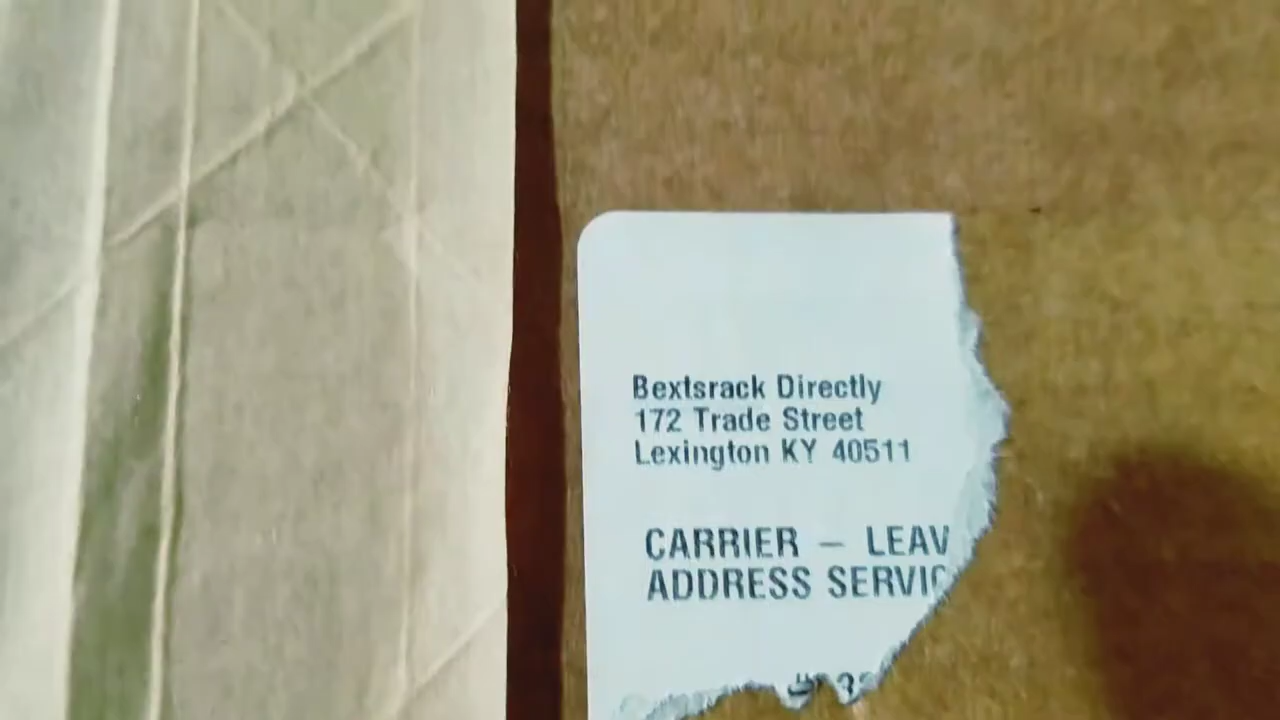 Bextsrack Directly
172 Trade Street
Lexington KY 40511
CARRIER – LEAV
ADDRESS SERVIC